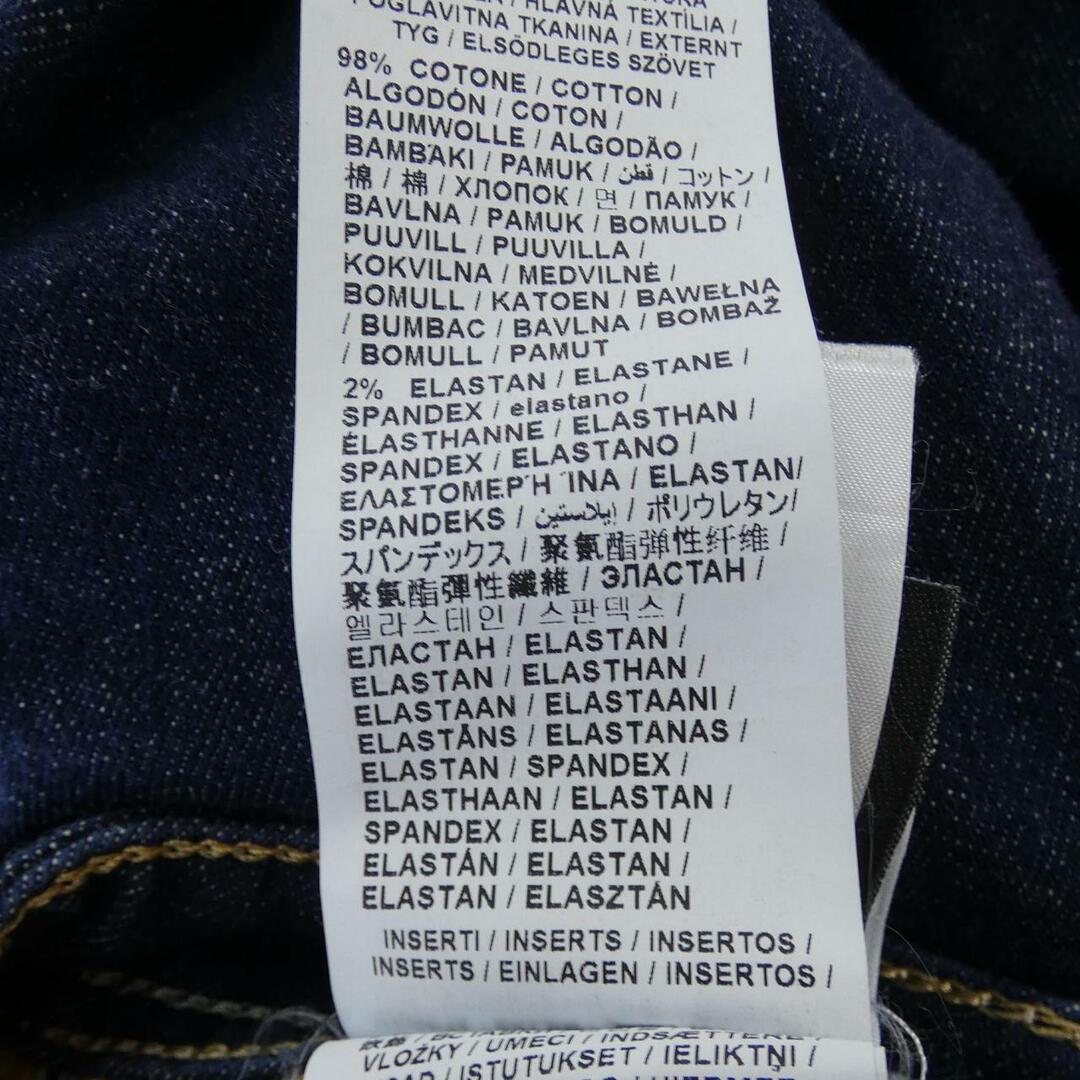 HLAVNÁ TEXTÍLIA /
POGLAVITNA TKANINA / EXTERNT
TYG / ELSÖDLEGES SZÖVET
98% COTONE / COTTON /
ALGODÓN / COTON /
BAUMWOLLE / ALGODÃO /
BAMBAKI / PAMUK / قطن / コットン /
棉 / 棉 / ХЛОПОК / 면 / ПАМУК /
BAVLNA / PAMUK / BOMULD /
PUUVILL / PUUVILLA /
KOKVILNA / MEDVILNĖ /
BOMULL / KATOEN / BAWEŁNA
/ BUMBAC / BAVLNA / BOMBAŽ
/ BOMULL / PAMUT
2% ELASTAN / ELASTANE /
SPANDEX / elastano /
ÉLASTHANNE / ELASTHAN /
SPANDEX / ELASTANO /
ΕΛΑΣΤΟΜΕΡΉ ΊΝΑ / ELASTAN/
SPANDEKS / إيلاستين / ポリウレタン/
スパンデックス / 聚氨酯弹性纤维 /
聚氨酯彈性纖維 / ЭЛАСТАН /
엘라스테인 / 스판덱스 /
ЕЛАСТАН / ELASTAN /
ELASTAN / ELASTHAN /
ELASTAAN / ELASTAANI /
ELASTĀNS / ELASTANAS /
ELASTAN / SPANDEX /
ELASTHAAN / ELASTAN /
SPANDEX / ELASTAN /
ELASTÁN / ELASTAN /
ELASTAN / ELASZTÁN
INSERTI / INSERTS / INSERTOS /
INSERTS / EINLAGEN / INSERTOS /
UMECI / INDSÆTTERE /
VLOŽKY / / ISTUTUKSET / IELIKTŅI /